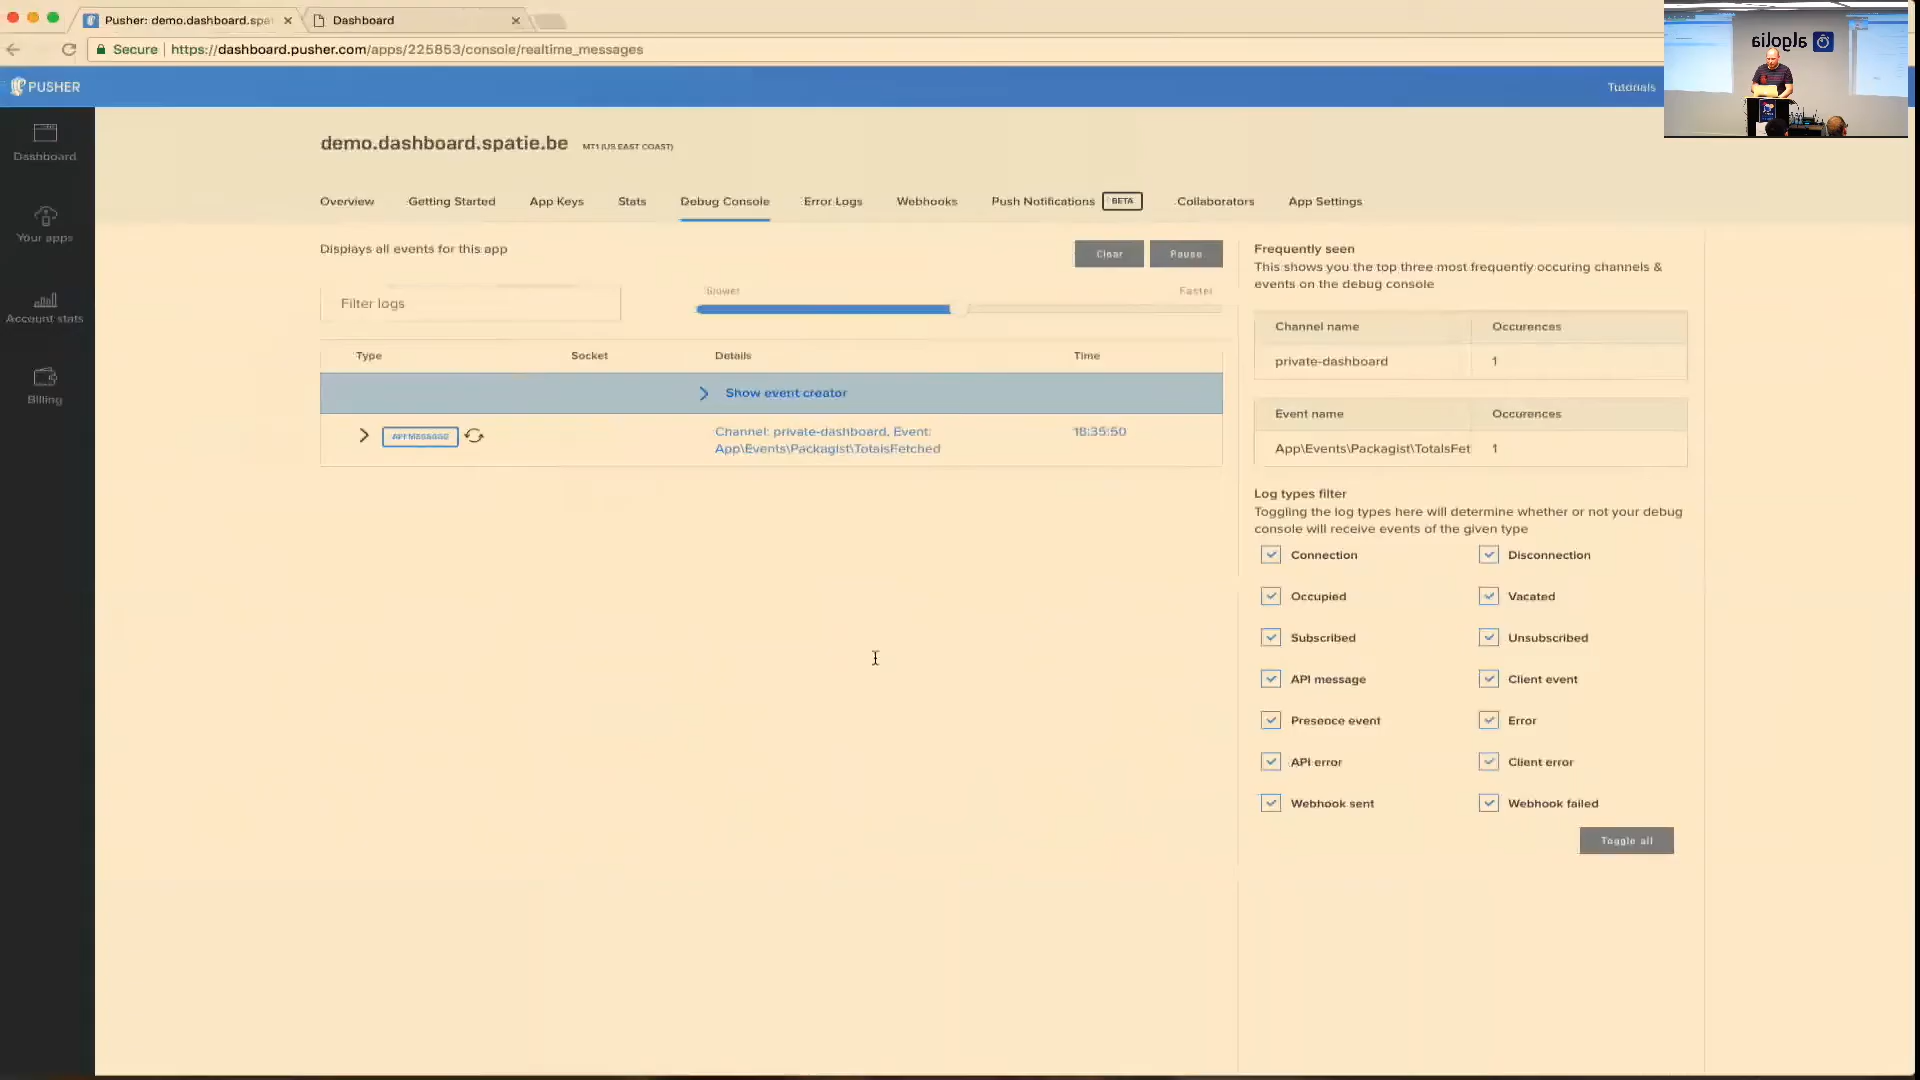 Pusher: demo.dashboard.spa
Dashboard
Secure
https://dashboard.pusher.com/apps/225853/console/realtime_messages
PUSHER
Tutorials
algolia
Dashboard
Your apps
Account stats
Billing
demo.dashboard.spatie.be MT1 (US EAST COAST)
Overview
Getting Started
App Keys
Stats
Debug Console
Error Logs
Webhooks
Push Notifications BETA
Collaborators
App Settings
Displays all events for this app
Clear
Pause
Filter logs
Slower
Faster
Type
Socket
Details
Time
Show event creator
API MESSAGE
Channel: private-dashboard, Event:
App\Events\Packagist\TotalsFetched
18:35:50
Frequently seen
This shows you the top three most frequently occuring channels &
events on the debug console
Channel name
Occurences
private-dashboard
1
Event name
Occurences
App\Events\Packagist\TotalsFet
1
Log types filter
Toggling the log types here will determine whether or not your debug
console will receive events of the given type
Connection
Disconnection
Occupied
Vacated
Subscribed
Unsubscribed
API message
Client event
Presence event
Error
API error
Client error
Webhook sent
Webhook failed
Toggle all